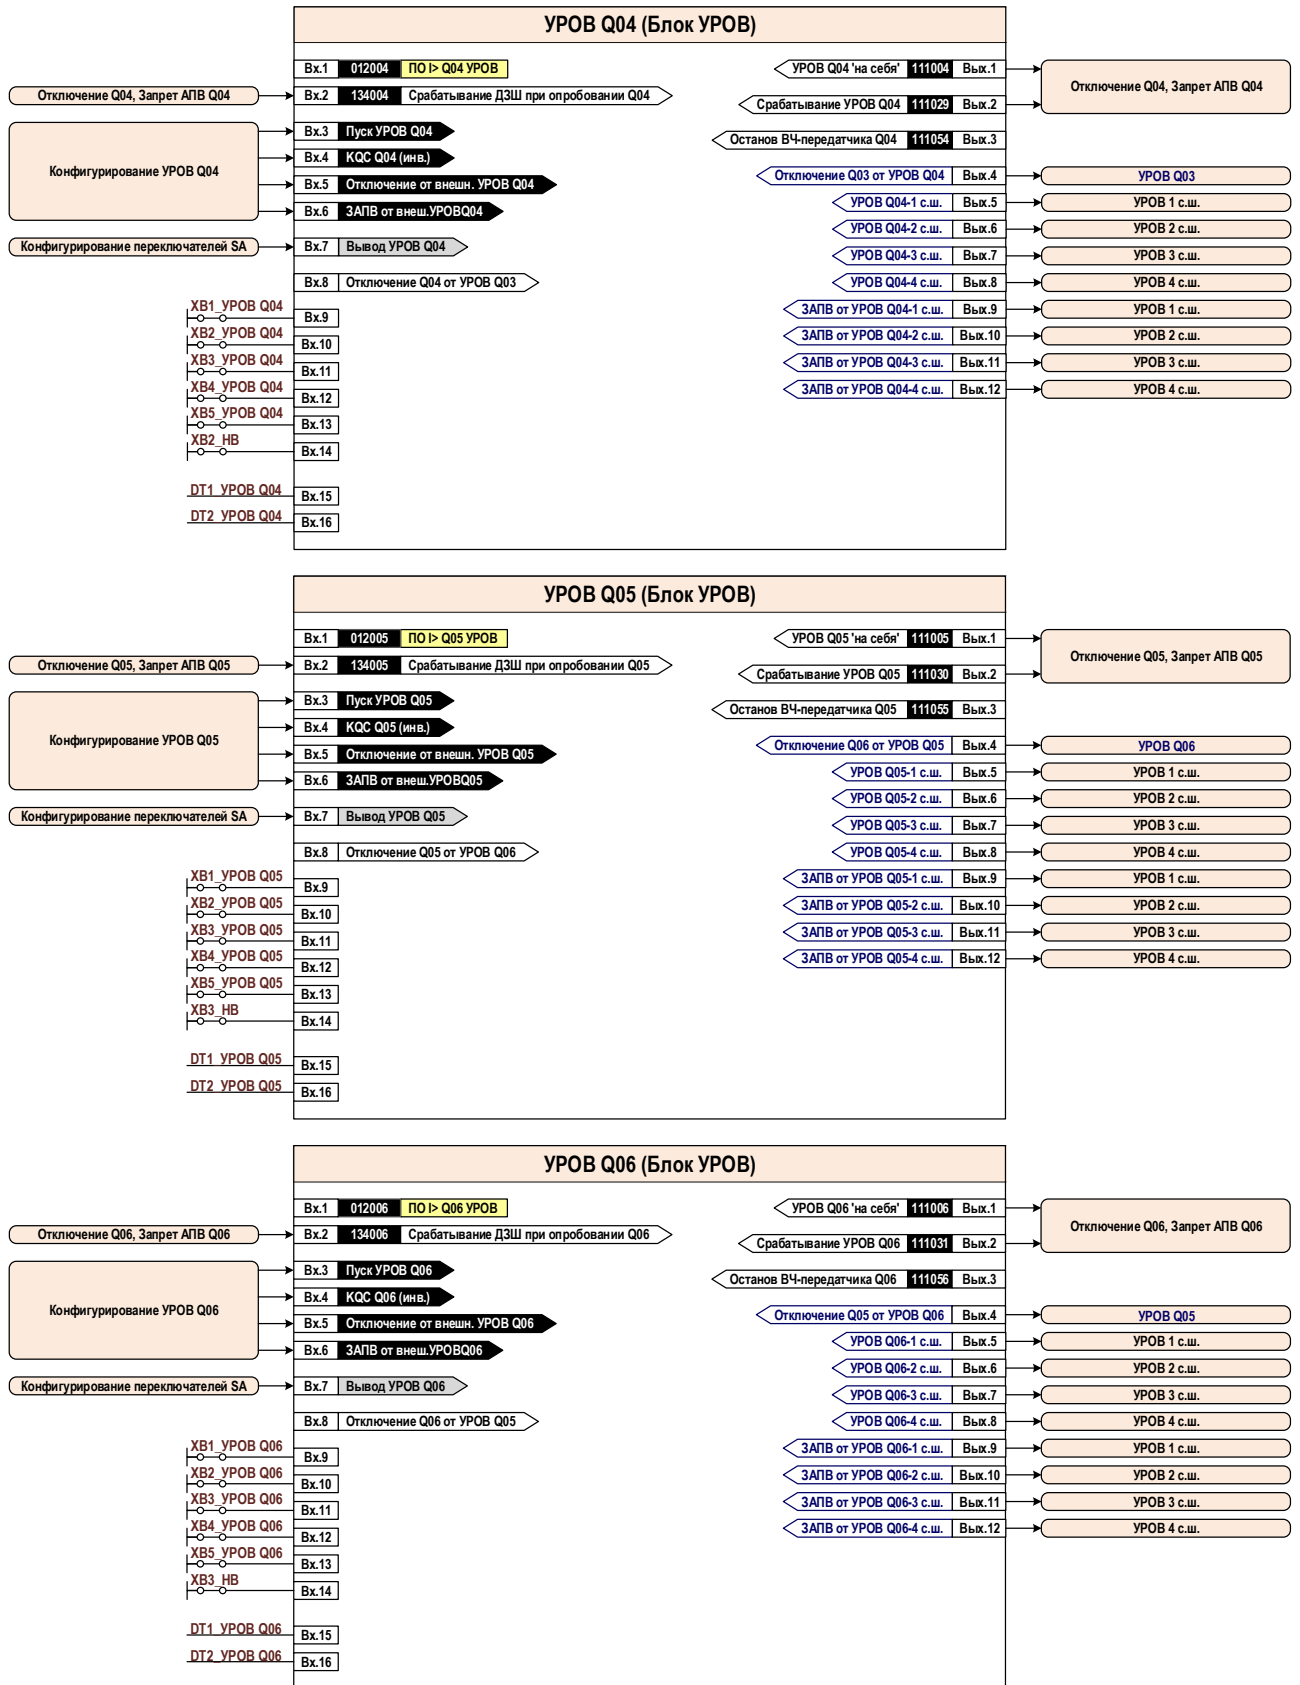 УРОВ Q04 (Блок УРОВ)
Вх.1 012004 ПО I> Q04 УРОВ
УРОВ Q04 'на себя' 111004 Вых.1
Отключение Q04, Запрет АПВ Q04
Отключение Q04, Запрет АПВ Q04
Вх.2 134004 Срабатывание ДЗШ при опробовании Q04
Срабатывание УРОВ Q04 111029 Вых.2
Конфигурирование УРОВ Q04
Вх.3 Пуск УРОВ Q04
Останов ВЧ-передатчика Q04 111054 Вых.3
Вх.4 KQC Q04 (инв.)
Отключение Q03 от УРОВ Q04 Вых.4 УРОВ Q03
Вх.5 Отключение от внешн. УРОВ Q04
УРОВ Q04-1 с.ш. Вых.5 УРОВ 1 с.ш.
Вх.6 ЗАПВ от внеш.УРОВQ04
УРОВ Q04-2 с.ш. Вых.6 УРОВ 2 с.ш.
Конфигурирование переключателей SA Вх.7 Вывод УРОВ Q04
УРОВ Q04-3 с.ш. Вых.7 УРОВ 3 с.ш.
Вх.8 Отключение Q04 от УРОВ Q03
УРОВ Q04-4 с.ш. Вых.8 УРОВ 4 с.ш.
XB1_УРОВ Q04 Вх.9
ЗАПВ от УРОВ Q04-1 с.ш. Вых.9 УРОВ 1 с.ш.
XB2_УРОВ Q04 Вх.10
ЗАПВ от УРОВ Q04-2 с.ш. Вых.10 УРОВ 2 с.ш.
XB3_УРОВ Q04 Вх.11
ЗАПВ от УРОВ Q04-3 с.ш. Вых.11 УРОВ 3 с.ш.
XB4_УРОВ Q04 Вх.12
ЗАПВ от УРОВ Q04-4 с.ш. Вых.12 УРОВ 4 с.ш.
XB5_УРОВ Q04 Вх.13
XB2_НВ Вх.14
DT1_УРОВ Q04 Вх.15
DT2_УРОВ Q04 Вх.16
УРОВ Q05 (Блок УРОВ)
Вх.1 012005 ПО I> Q05 УРОВ
УРОВ Q05 'на себя' 111005 Вых.1
Отключение Q05, Запрет АПВ Q05
Отключение Q05, Запрет АПВ Q05
Вх.2 134005 Срабатывание ДЗШ при опробовании Q05
Срабатывание УРОВ Q05 111030 Вых.2
Конфигурирование УРОВ Q05
Вх.3 Пуск УРОВ Q05
Останов ВЧ-передатчика Q05 111055 Вых.3
Вх.4 KQC Q05 (инв.)
Отключение Q06 от УРОВ Q05 Вых.4 УРОВ Q06
Вх.5 Отключение от внешн. УРОВ Q05
УРОВ Q05-1 с.ш. Вых.5 УРОВ 1 с.ш.
Вх.6 ЗАПВ от внеш.УРОВQ05
УРОВ Q05-2 с.ш. Вых.6 УРОВ 2 с.ш.
Конфигурирование переключателей SA Вх.7 Вывод УРОВ Q05
УРОВ Q05-3 с.ш. Вых.7 УРОВ 3 с.ш.
Вх.8 Отключение Q05 от УРОВ Q06
УРОВ Q05-4 с.ш. Вых.8 УРОВ 4 с.ш.
XB1_УРОВ Q05 Вх.9
ЗАПВ от УРОВ Q05-1 с.ш. Вых.9 УРОВ 1 с.ш.
XB2_УРОВ Q05 Вх.10
ЗАПВ от УРОВ Q05-2 с.ш. Вых.10 УРОВ 2 с.ш.
XB3_УРОВ Q05 Вх.11
ЗАПВ от УРОВ Q05-3 с.ш. Вых.11 УРОВ 3 с.ш.
XB4_УРОВ Q05 Вх.12
ЗАПВ от УРОВ Q05-4 с.ш. Вых.12 УРОВ 4 с.ш.
XB5_УРОВ Q05 Вх.13
XB3_НВ Вх.14
DT1_УРОВ Q05 Вх.15
DT2_УРОВ Q05 Вх.16
УРОВ Q06 (Блок УРОВ)
Вх.1 012006 ПО I> Q06 УРОВ
УРОВ Q06 'на себя' 111006 Вых.1
Отключение Q06, Запрет АПВ Q06
Отключение Q06, Запрет АПВ Q06
Вх.2 134006 Срабатывание ДЗШ при опробовании Q06
Срабатывание УРОВ Q06 111031 Вых.2
Конфигурирование УРОВ Q06
Вх.3 Пуск УРОВ Q06
Останов ВЧ-передатчика Q06 111056 Вых.3
Вх.4 KQC Q06 (инв.)
Отключение Q05 от УРОВ Q06 Вых.4 УРОВ Q05
Вх.5 Отключение от внешн. УРОВ Q06
УРОВ Q06-1 с.ш. Вых.5 УРОВ 1 с.ш.
Вх.6 ЗАПВ от внеш.УРОВQ06
УРОВ Q06-2 с.ш. Вых.6 УРОВ 2 с.ш.
Конфигурирование переключателей SA Вх.7 Вывод УРОВ Q06
УРОВ Q06-3 с.ш. Вых.7 УРОВ 3 с.ш.
Вх.8 Отключение Q06 от УРОВ Q05
УРОВ Q06-4 с.ш. Вых.8 УРОВ 4 с.ш.
XB1_УРОВ Q06 Вх.9
ЗАПВ от УРОВ Q06-1 с.ш. Вых.9 УРОВ 1 с.ш.
XB2_УРОВ Q06 Вх.10
ЗАПВ от УРОВ Q06-2 с.ш. Вых.10 УРОВ 2 с.ш.
XB3_УРОВ Q06 Вх.11
ЗАПВ от УРОВ Q06-3 с.ш. Вых.11 УРОВ 3 с.ш.
XB4_УРОВ Q06 Вх.12
ЗАПВ от УРОВ Q06-4 с.ш. Вых.12 УРОВ 4 с.ш.
XB5_УРОВ Q06 Вх.13
XB3_НВ Вх.14
DT1_УРОВ Q06 Вх.15
DT2_УРОВ Q06 Вх.16